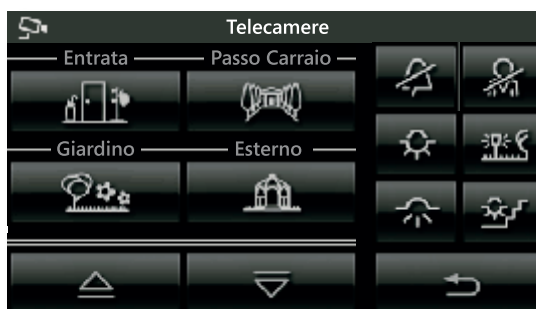 Telecamere
Entrata
Passo Carraio
Giardino
Esterno